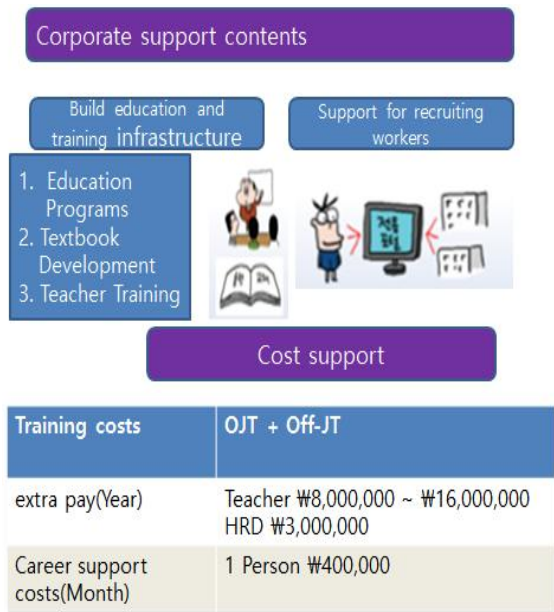 Corporate support contents
Build education and
training infrastructure
Support for recruiting
workers
1. Education
Programs
2. Textbook
Development
3. Teacher Training
Cost support
Training costs
OJT + Off-JT
extra pay(Year)
Teacher ₩8,000,000 ~ ₩16,000,000
HRD ₩3,000,000
Career support
costs(Month)
1 Person ₩400,000